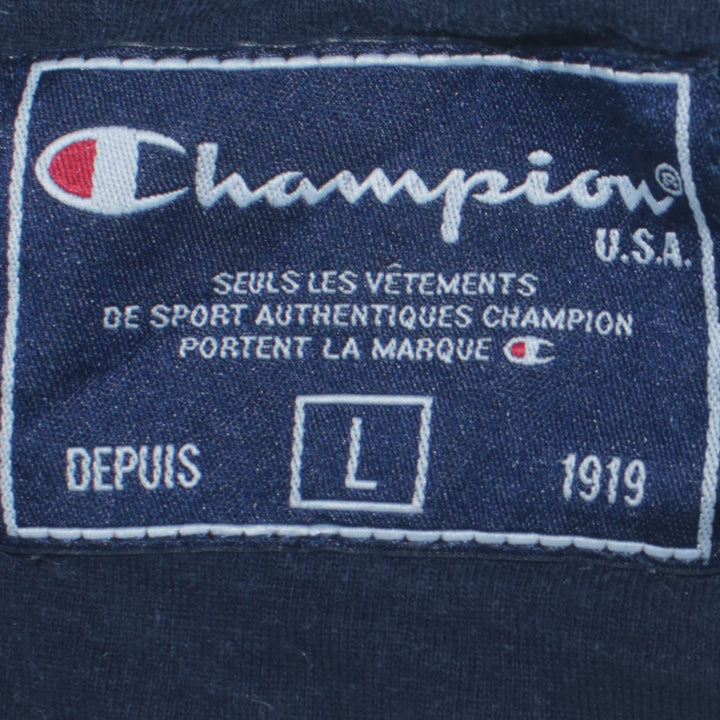 Champion®
U.S.A.
SEULS LES VÊTEMENTS
DE SPORT AUTHENTIQUES CHAMPION
PORTENT LA MARQUE C
DEPUIS L 1919